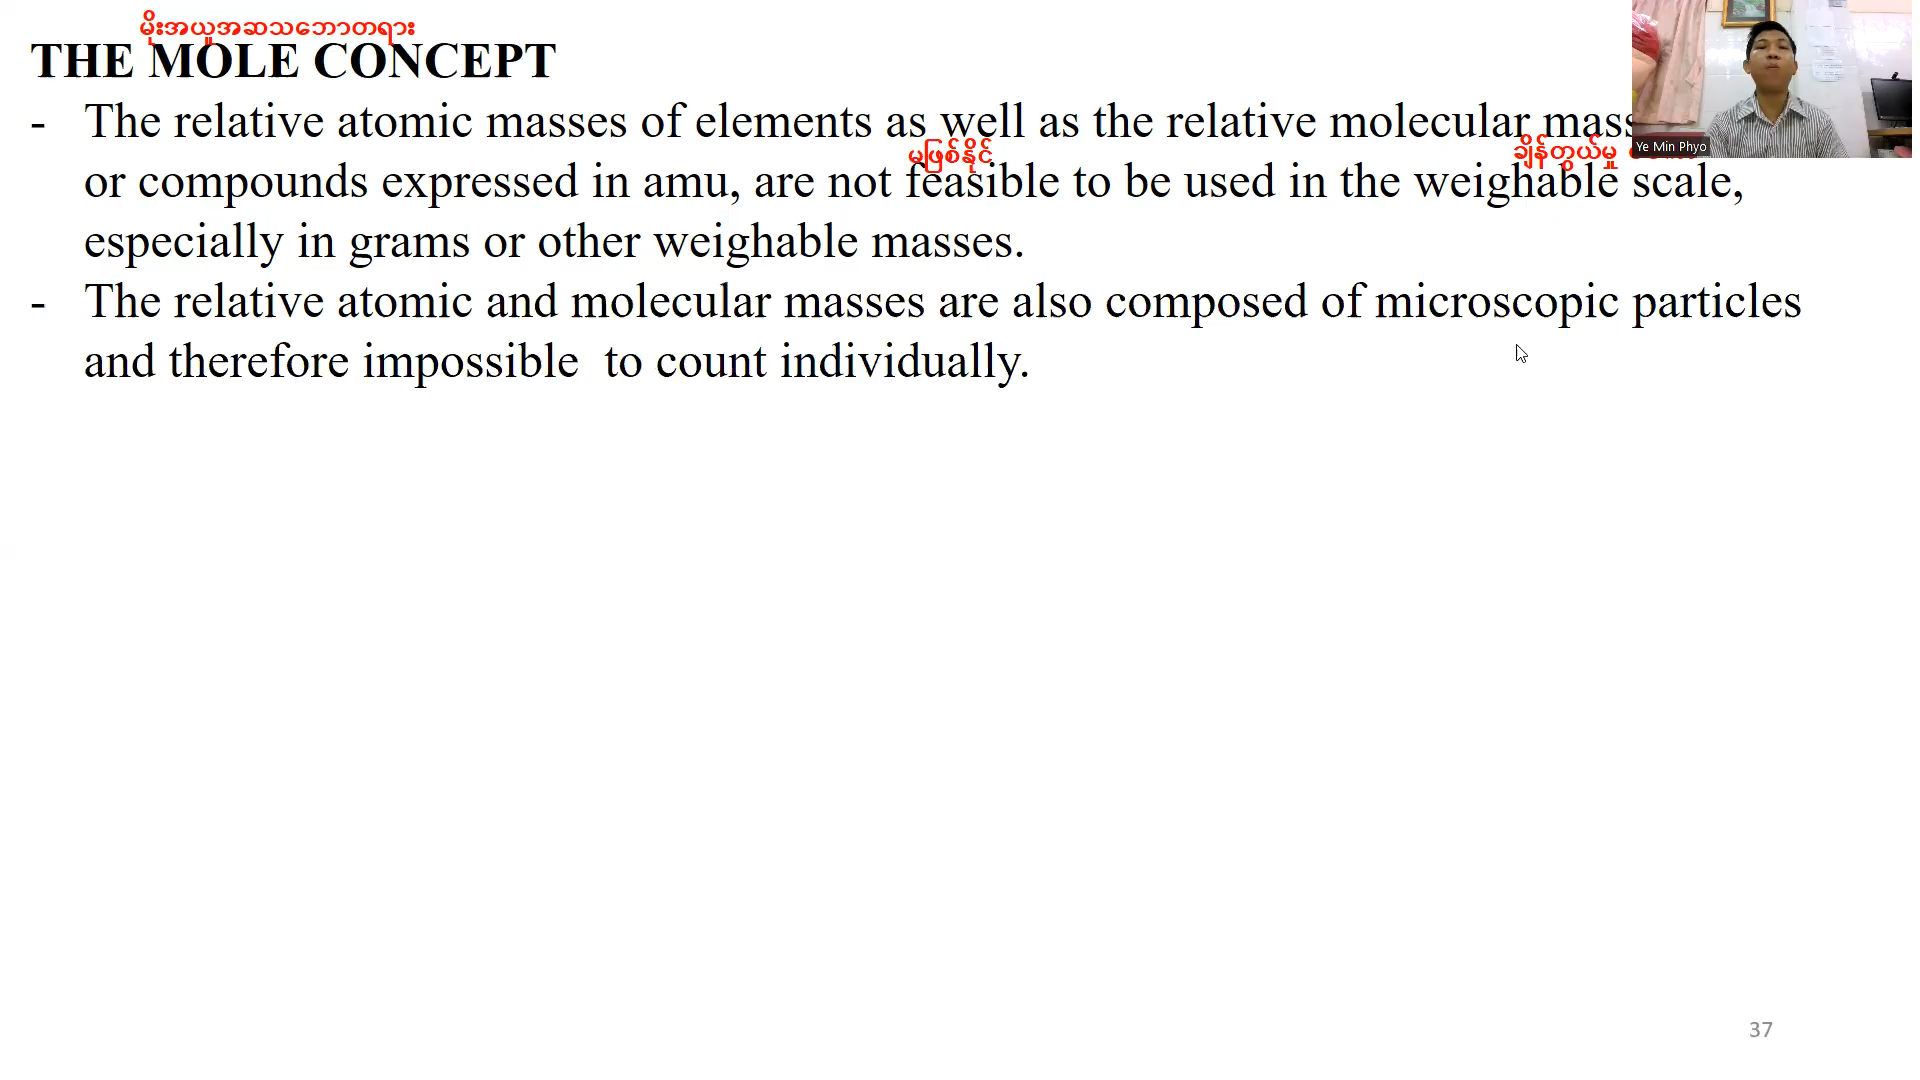 မိုးအယူအဆသဘောတရား
THE MOLE CONCEPT
- The relative atomic masses of elements as well as the relative molecular
မဖြစ်နိုင် ချိန်တွယ်မှု
or compounds expressed in amu, are not feasible to be used in the weighable scale,
especially in grams or other weighable masses.
- The relative atomic and molecular masses are also composed of microscopic particles
and therefore impossible to count individually.
Ye Min Phyo
37